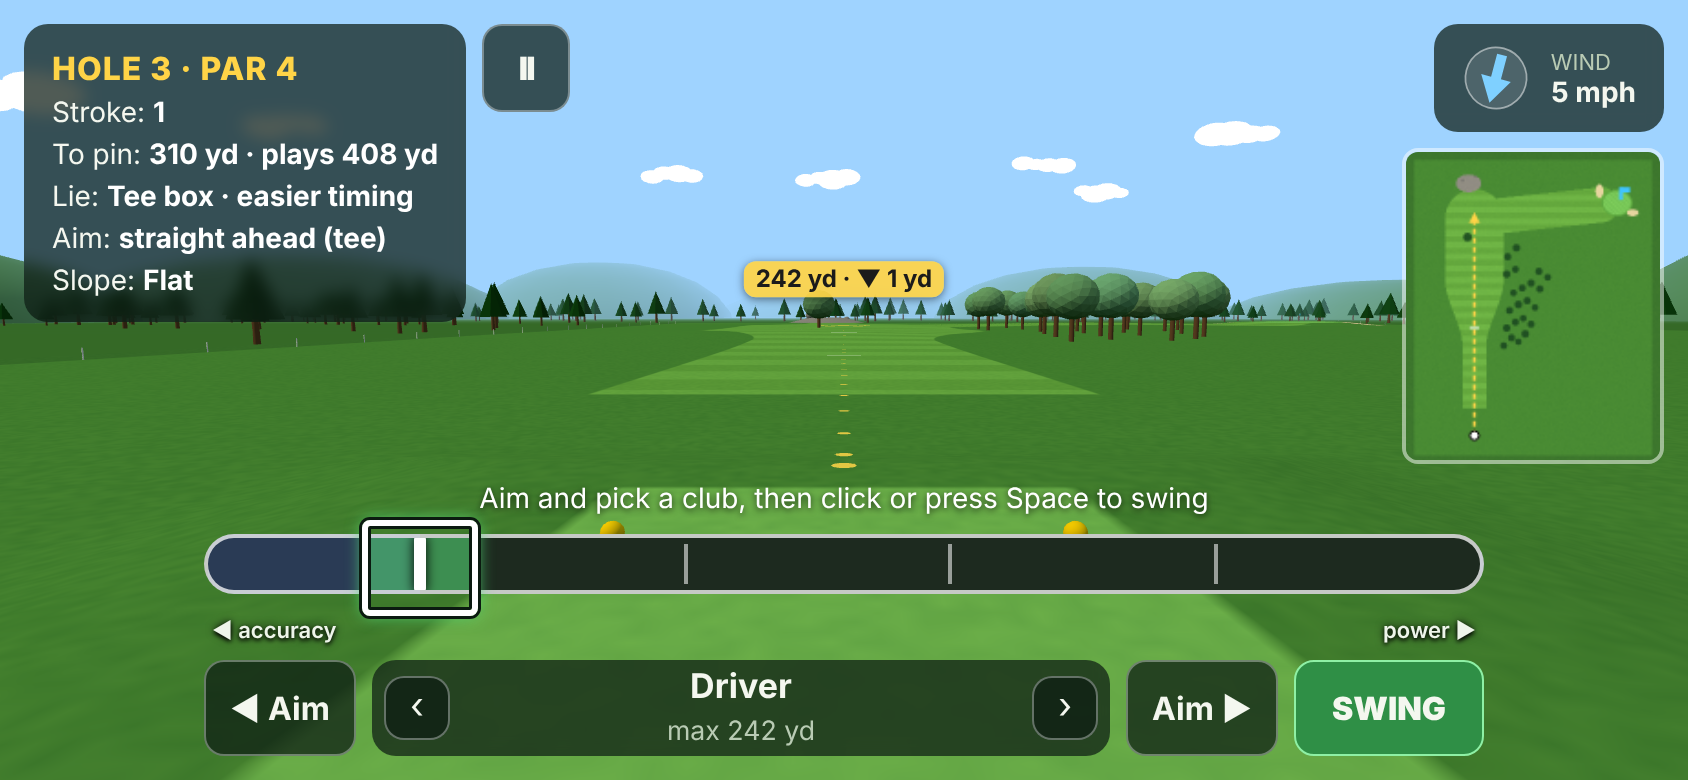 HOLE 3 · PAR 4
Stroke: 1
To pin: 310 yd · plays 408 yd
Lie: Tee box · easier timing
Aim: straight ahead (tee)
Slope: Flat
WIND
5 mph
242 yd · ▼ 1 yd
Aim and pick a club, then click or press Space to swing
◀ accuracy
power ▶
◀ Aim
‹
Driver
max 242 yd
›
Aim ▶
SWING